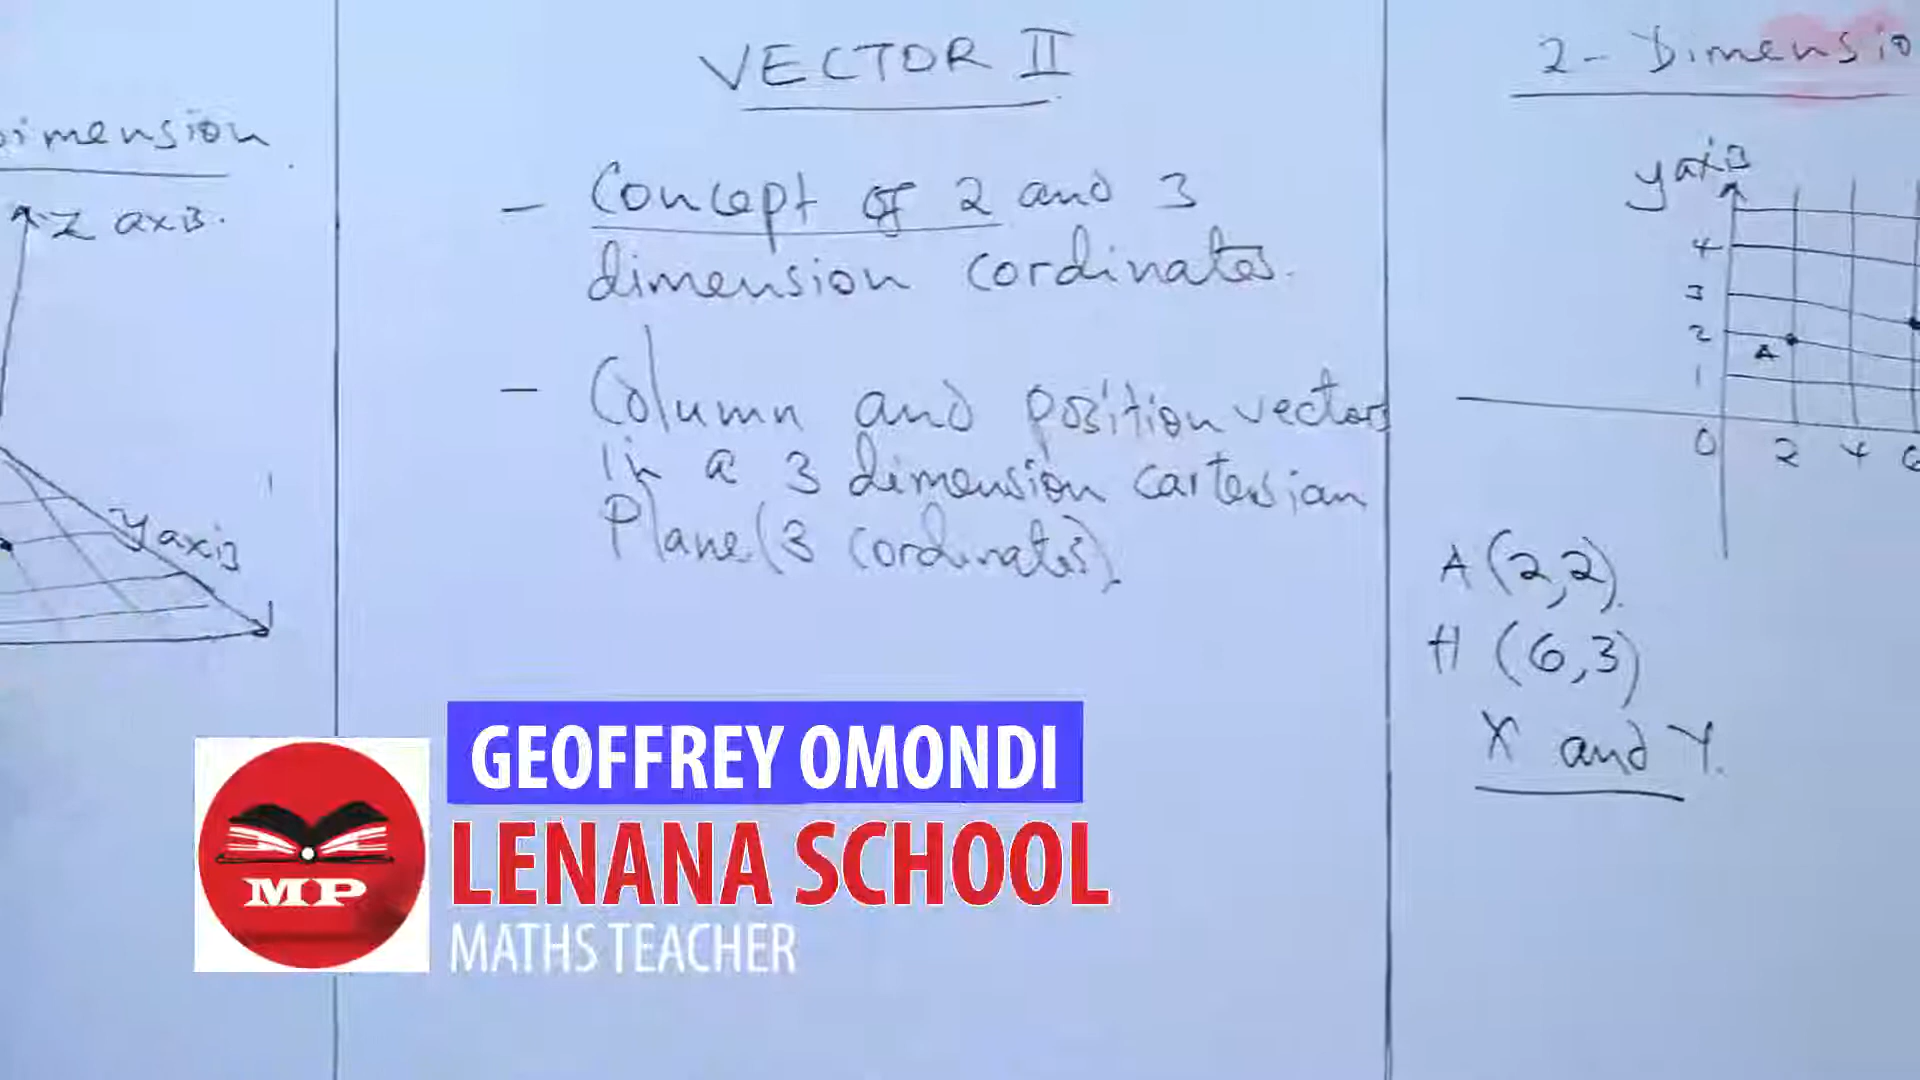 Dimension
Z axis.
y axis
VECTOR II
- Concept of 2 and 3
dimension cordinates.
- Column and position vectors
in a 3 dimension cartesian
Plane (3 cordinates).
2 - Dimensio
y axis
4
3
2
A
1
0 2 4 6
A (2,2).
H (6,3)
X and Y.
GEOFFREY OMONDI
LENANA SCHOOL
MATHS TEACHER
MP